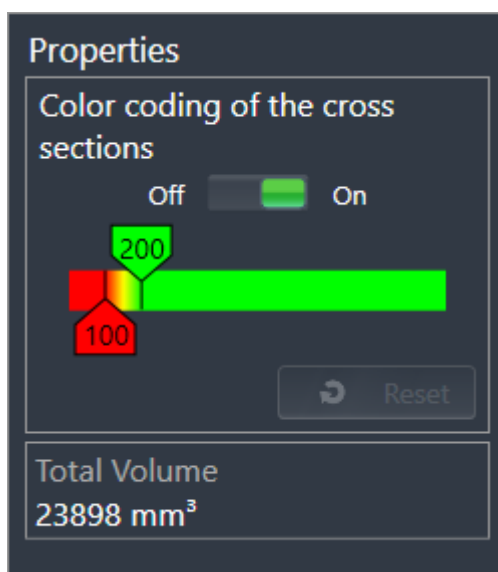 Properties
Color coding of the cross
sections
Off On
200
100
Reset
Total Volume
23898 mm³